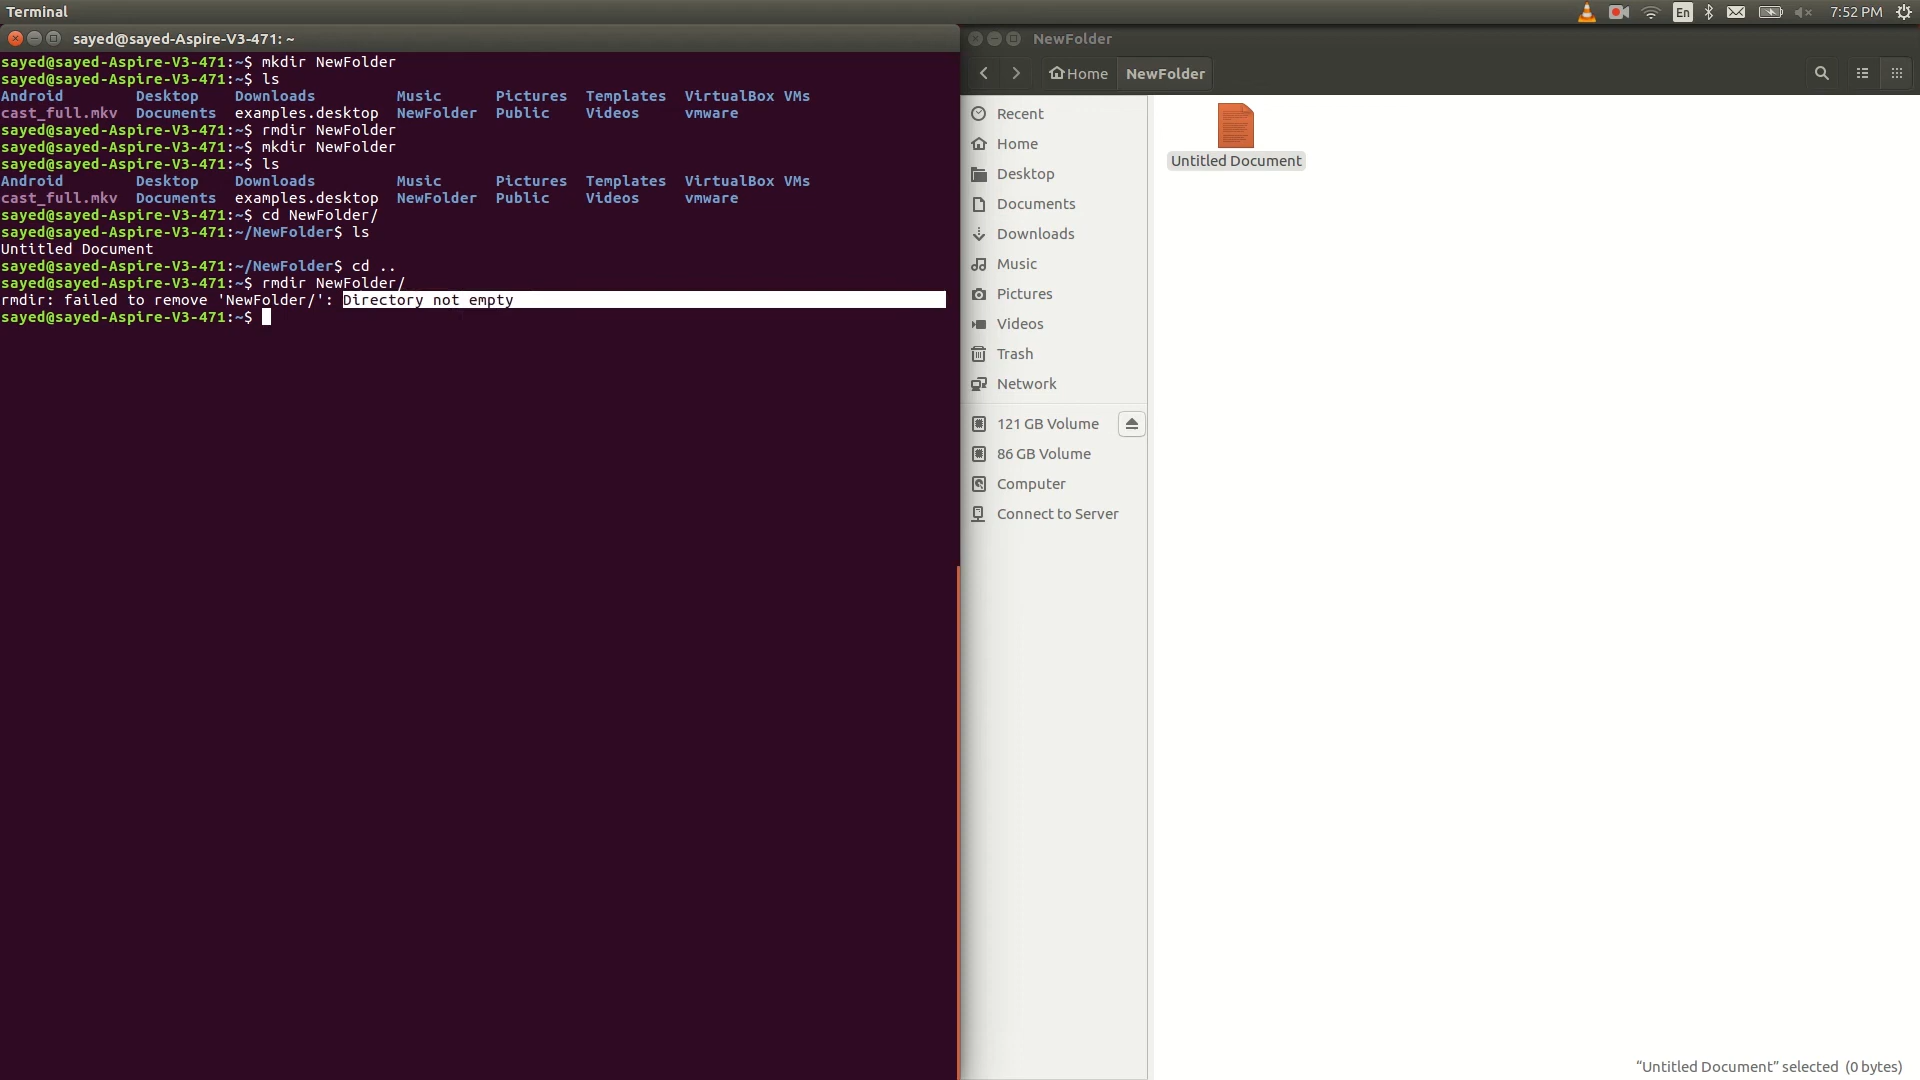 Terminal
En
7:52 PM
sayed@sayed-Aspire-V3-471: ~
sayed@sayed-Aspire-V3-471:~$ mkdir NewFolder
sayed@sayed-Aspire-V3-471:~$ ls
Android Desktop Downloads Music Pictures Templates VirtualBox VMs
cast_full.mkv Documents examples.desktop NewFolder Public Videos vmware
sayed@sayed-Aspire-V3-471:~$ rmdir NewFolder
sayed@sayed-Aspire-V3-471:~$ mkdir NewFolder
sayed@sayed-Aspire-V3-471:~$ ls
Android Desktop Downloads Music Pictures Templates VirtualBox VMs
cast_full.mkv Documents examples.desktop NewFolder Public Videos vmware
sayed@sayed-Aspire-V3-471:~$ cd NewFolder/
sayed@sayed-Aspire-V3-471:~/NewFolder$ ls
Untitled Document
sayed@sayed-Aspire-V3-471:~/NewFolder$ cd ..
sayed@sayed-Aspire-V3-471:~$ rmdir NewFolder/
rmdir: failed to remove 'NewFolder/': Directory not empty
sayed@sayed-Aspire-V3-471:~$
NewFolder
Home NewFolder
Recent
Home
Desktop
Documents
Downloads
Music
Pictures
Videos
Trash
Network
121 GB Volume
86 GB Volume
Computer
Connect to Server
Untitled Document
“Untitled Document” selected (0 bytes)